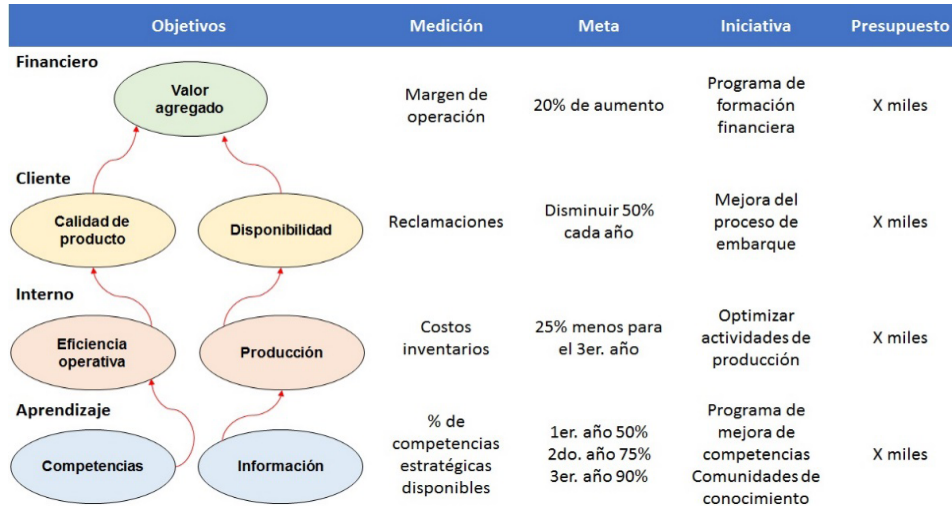 Objetivos
Medición
Meta
Iniciativa
Presupuesto
Financiero
Valor
agregado
Margen de
operación
20% de aumento
Programa de
formación
financiera
X miles
Cliente
Calidad de
producto
Disponibilidad
Reclamaciones
Disminuir 50%
cada año
Mejora del
proceso de
embarque
X miles
Interno
Eficiencia
operativa
Producción
Costos
inventarios
25% menos para
el 3er. año
Optimizar
actividades de
producción
X miles
Aprendizaje
Competencias
Información
% de
competencias
estratégicas
disponibles
1er. año 50%
2do. año 75%
3er. año 90%
Programa de
mejora de
competencias
Comunidades de
conocimiento
X miles